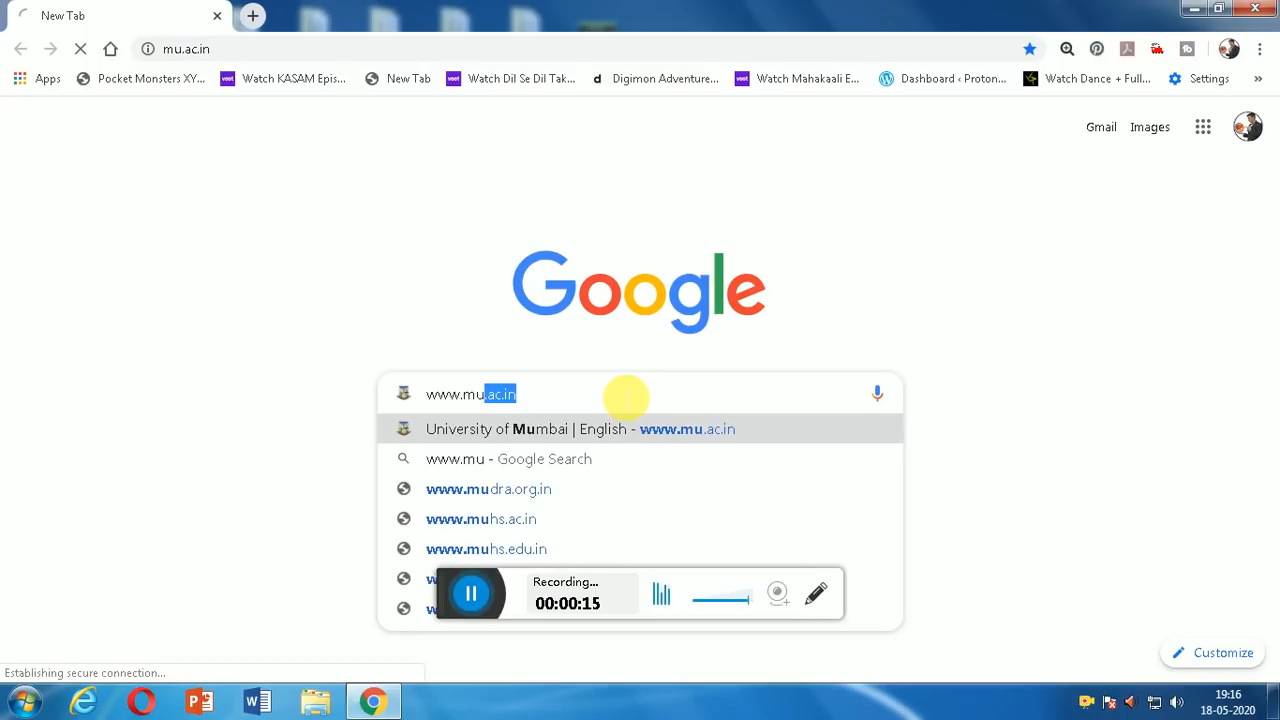 New Tab
mu.ac.in
Apps
Pocket Monsters XY...
Watch KASAM Epis...
New Tab
Watch Dil Se Dil Tak...
Digimon Adventure...
Watch Mahakaali E...
Dashboard ‹ Proton...
Watch Dance + Full...
Settings
»
Gmail
Images
Google
www.mu.ac.in
University of Mumbai | English - www.mu.ac.in
www.mu - Google Search
www.mudra.org.in
www.muhs.ac.in
www.muhs.edu.in
Recording...
00:00:15
Customize
Establishing secure connection...
19:16
18-05-2020